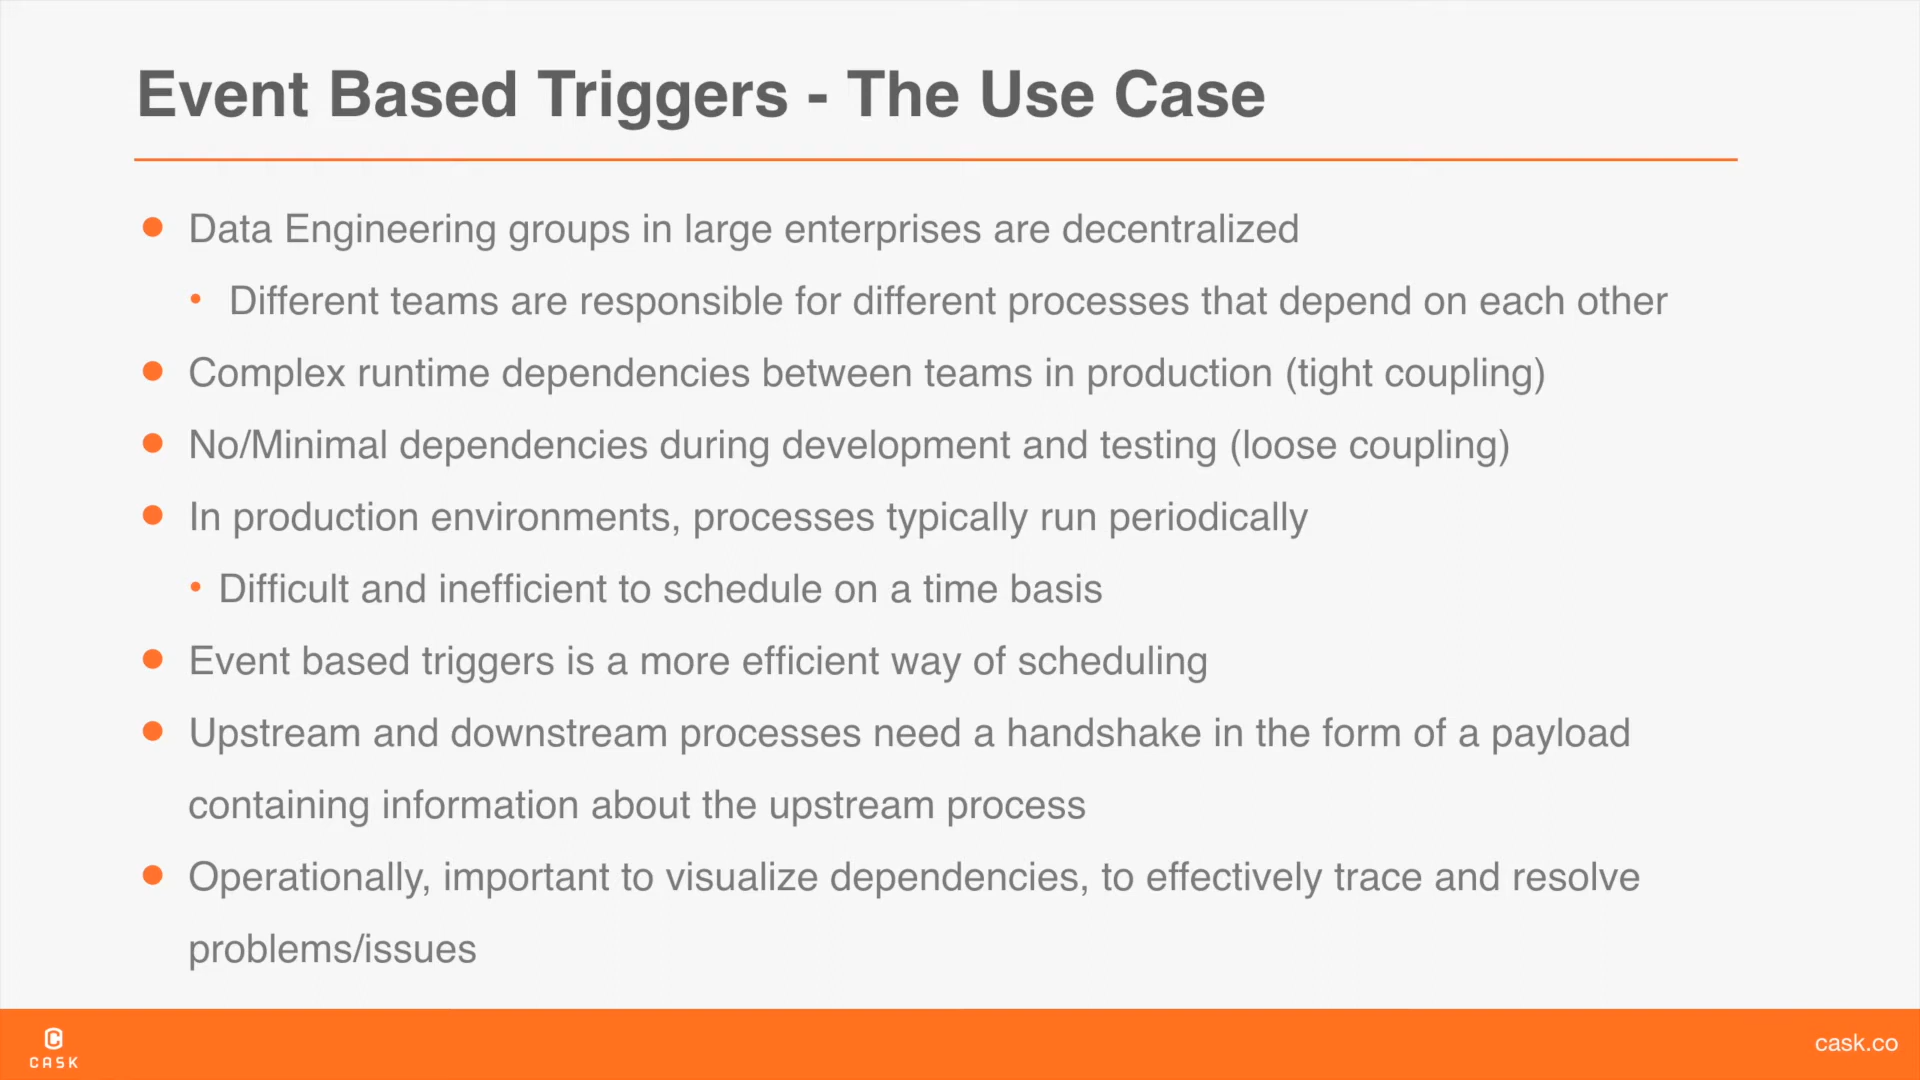 Event Based Triggers - The Use Case
Data Engineering groups in large enterprises are decentralized
Different teams are responsible for different processes that depend on each other
Complex runtime dependencies between teams in production (tight coupling)
No/Minimal dependencies during development and testing (loose coupling)
In production environments, processes typically run periodically
Difficult and inefficient to schedule on a time basis
Event based triggers is a more efficient way of scheduling
Upstream and downstream processes need a handshake in the form of a payload
containing information about the upstream process
Operationally, important to visualize dependencies, to effectively trace and resolve
problems/issues
CASK
cask.co